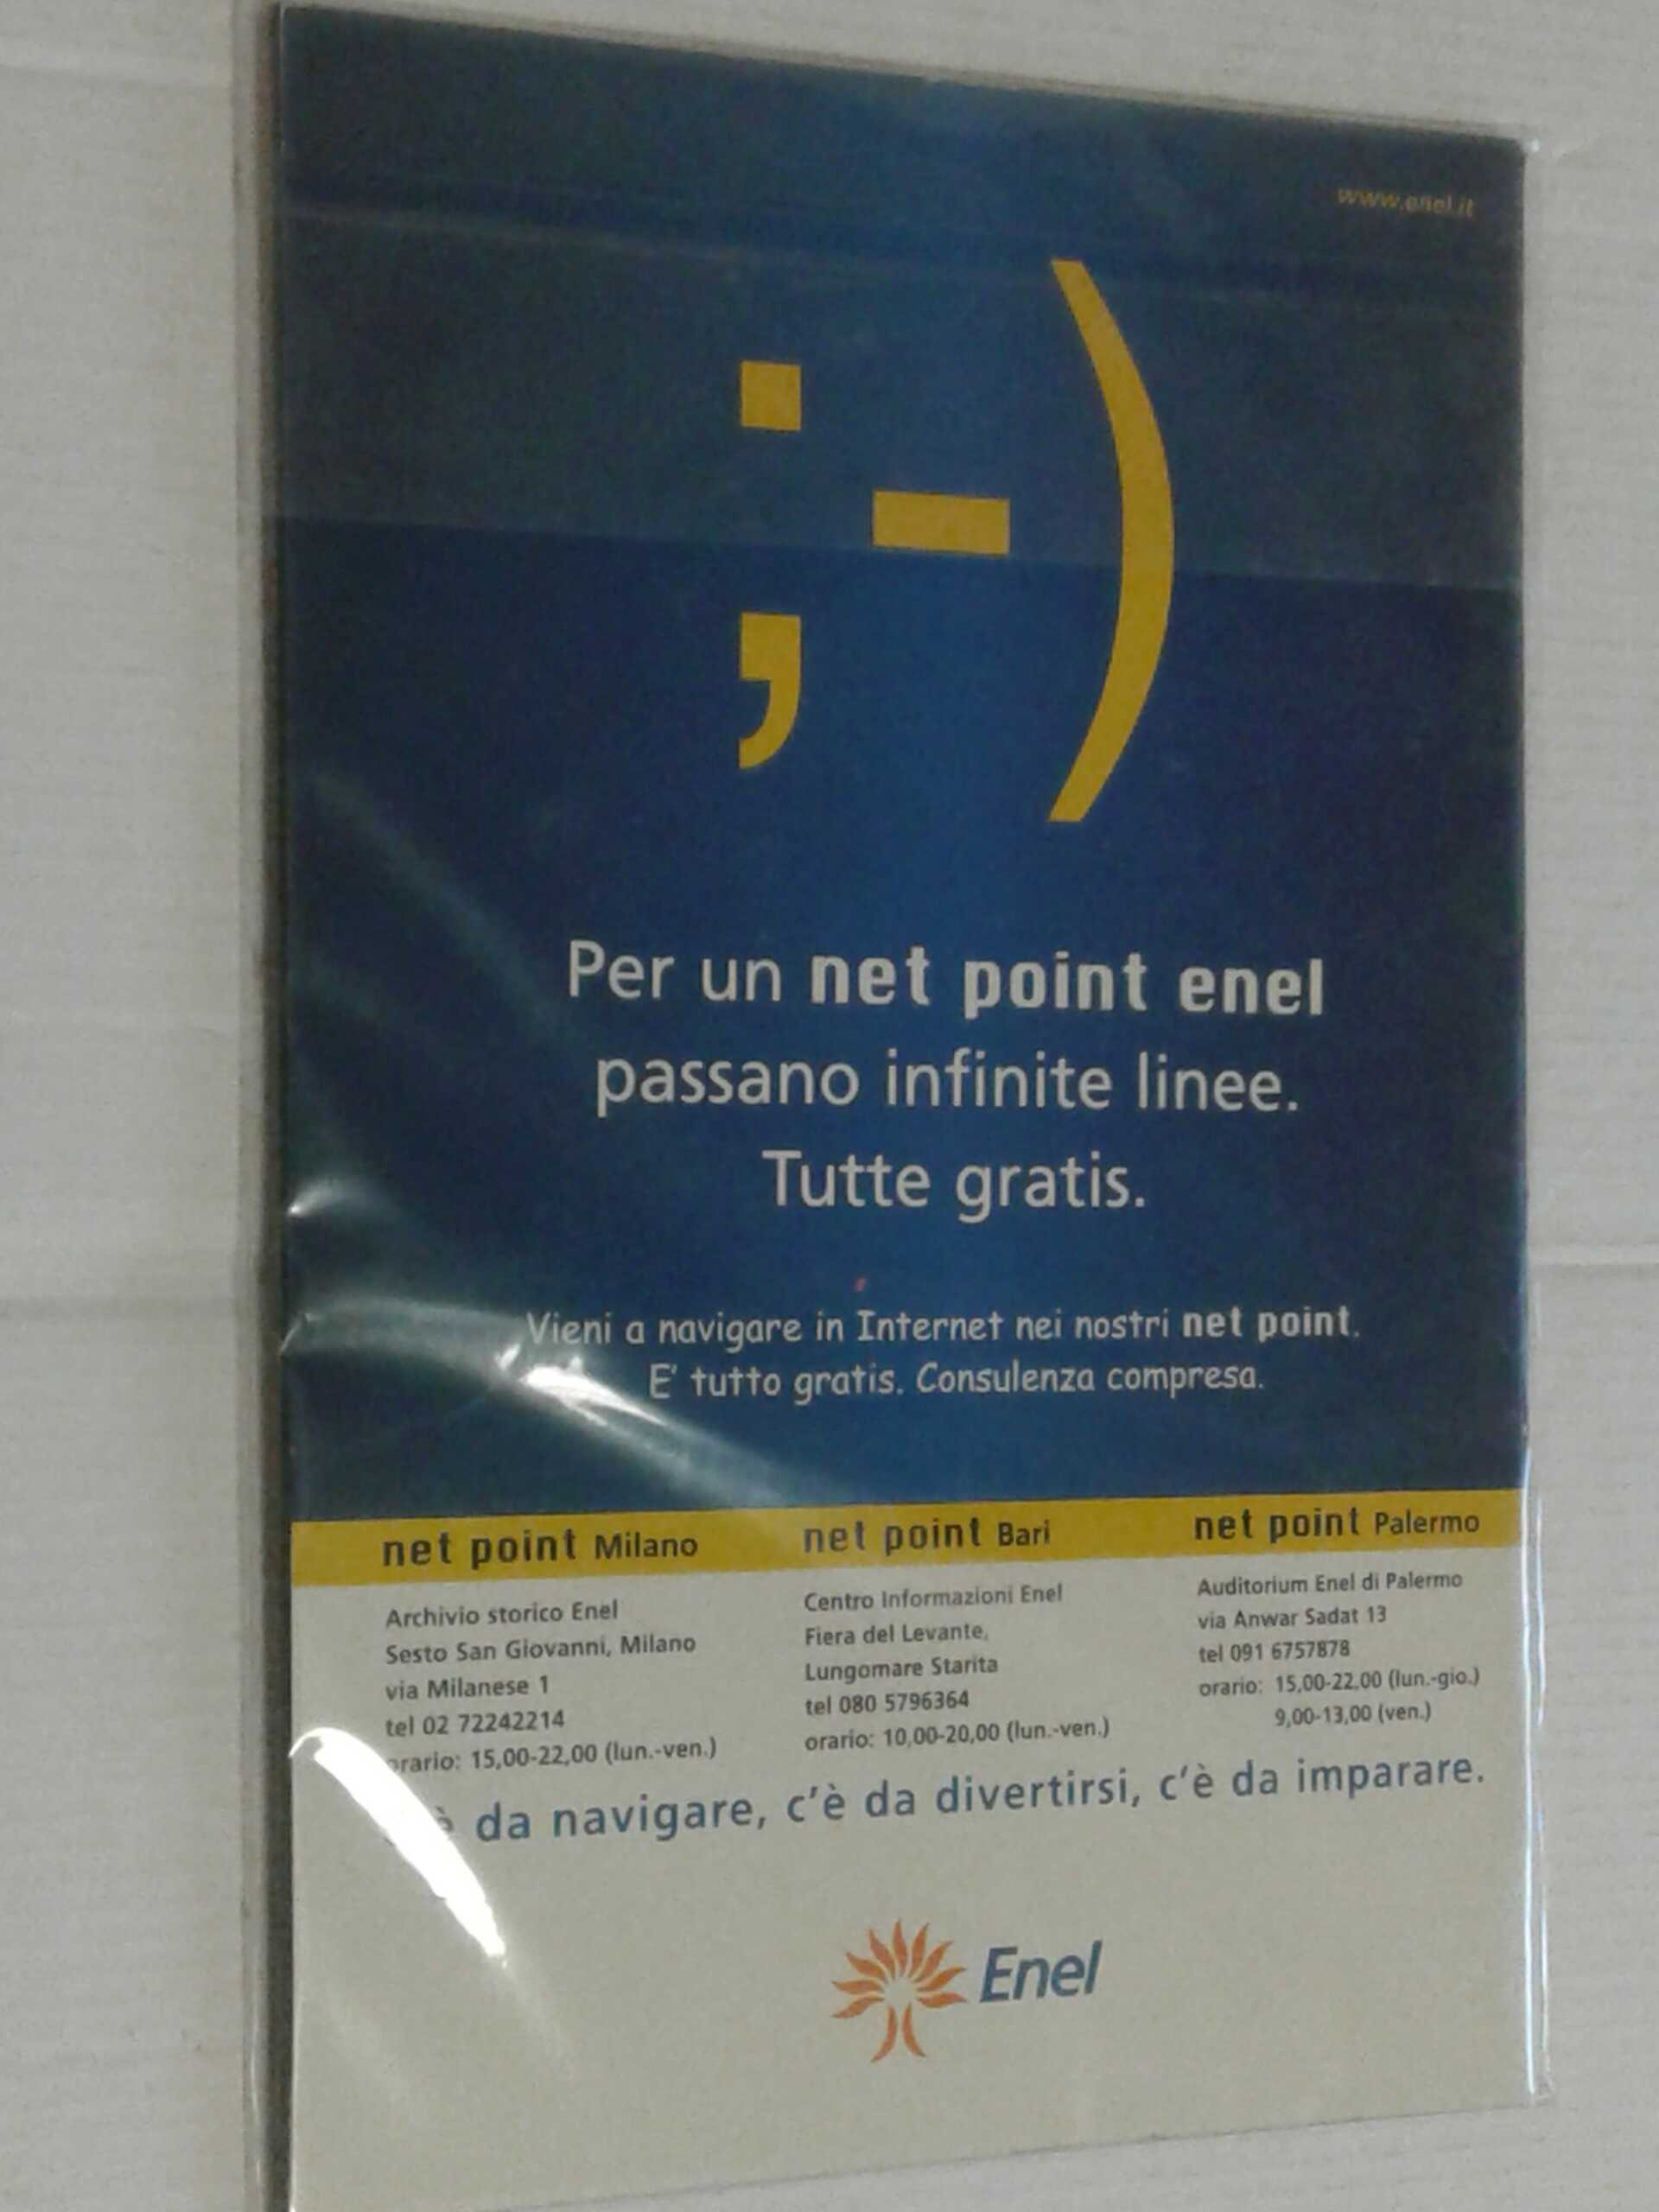 www.enel.it
;-)
Per un net point enel
passano infinite linee.
Tutte gratis.
Vieni a navigare in Internet nei nostri net point.
E' tutto gratis. Consulenza compresa.
net point Milano
Archivio storico Enel
Sesto San Giovanni, Milano
via Milanese 1
tel 02 72242214
orario: 15,00-22,00 (lun.-ven.)
net point Bari
Centro Informazioni Enel
Fiera del Levante,
Lungomare Starita
tel 080 5796364
orario: 10,00-20,00 (lun.-ven.)
net point Palermo
Auditorium Enel di Palermo
via Anwar Sadat 13
tel 091 6757878
orario: 15,00-22,00 (lun.-gio.)
9,00-13,00 (ven.)
è da navigare, c'è da divertirsi, c'è da imparare.
Enel